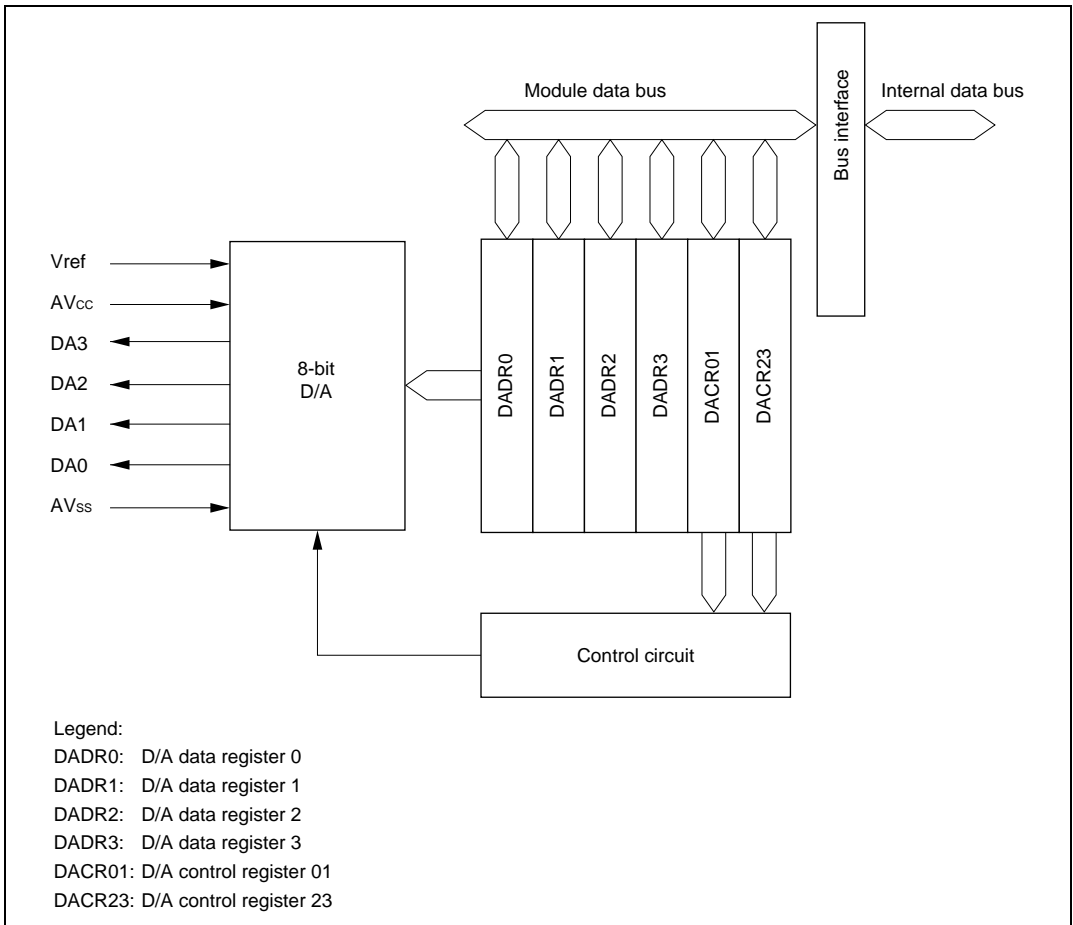 Module data bus
Internal data bus
Bus interface
Vref
AVCC
DA3
DA2
DA1
DA0
AVSS
8-bit
D/A
DADR0
DADR1
DADR2
DADR3
DACR01
DACR23
Control circuit
Legend:
DADR0: D/A data register 0
DADR1: D/A data register 1
DADR2: D/A data register 2
DADR3: D/A data register 3
DACR01: D/A control register 01
DACR23: D/A control register 23